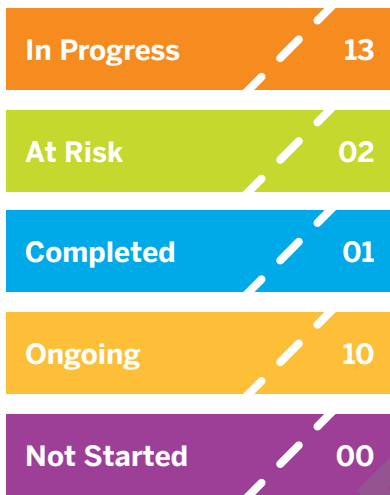 In Progress 13
At Risk 02
Completed 01
Ongoing 10
Not Started 00